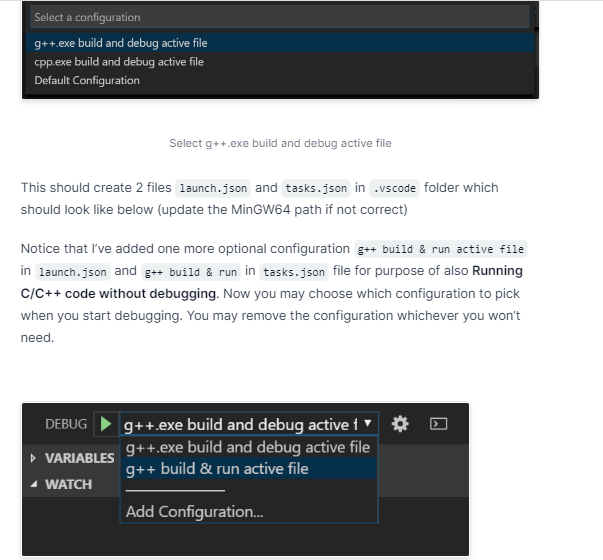 Select a configuration
g++.exe build and debug active file
cpp.exe build and debug active file
Default Configuration
Select g++.exe build and debug active file
This should create 2 files launch.json and tasks.json in .vscode folder which
should look like below (update the MinGW64 path if not correct)
Notice that I’ve added one more optional configuration g++ build & run active file
in launch.json and g++ build & run in tasks.json file for purpose of also Running
C/C++ code without debugging. Now you may choose which configuration to pick
when you start debugging. You may remove the configuration whichever you won’t
need.
DEBUG g++.exe build and debug active f
VARIABLES g++.exe build and debug active file
g++ build & run active file
WATCH
Add Configuration...